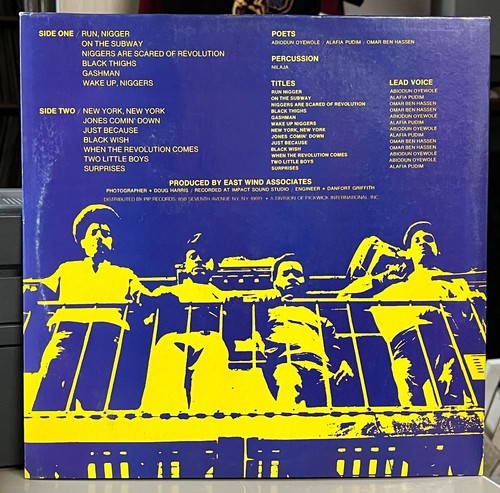 SIDE ONE / RUN, NIGGER
ON THE SUBWAY
NIGGERS ARE SCARED OF REVOLUTION
BLACK THIGHS
GASHMAN
WAKE UP, NIGGERS
SIDE TWO / NEW YORK, NEW YORK
JONES COMIN' DOWN
JUST BECAUSE
BLACK WISH
WHEN THE REVOLUTION COMES
TWO LITTLE BOYS
SURPRISES
POETS
ABIODUN OYEWOLE / ALAFIA PUDIM / OMAR BEN HASSEN
PERCUSSION
NILAJA
TITLES LEAD VOICE
RUN NIGGER ABIODUN OYEWOLE
ON THE SUBWAY ALAFIA PUDIM
NIGGERS ARE SCARED OF REVOLUTION OMAR BEN HASSEN
BLACK THIGHS OMAR BEN HASSEN
GASHMAN ABIODUN OYEWOLE
WAKE UP NIGGERS OMAR BEN HASSEN
NEW YORK, NEW YORK ABIODUN OYEWOLE
JONES COMIN' DOWN ALAFIA PUDIM
JUST BECAUSE OMAR BEN HASSEN
BLACK WISH OMAR BEN HASSEN
WHEN THE REVOLUTION COMES ABIODUN OYEWOLE
TWO LITTLE BOYS ABIODUN OYEWOLE
SURPRISES ALAFIA PUDIM
PRODUCED BY EAST WIND ASSOCIATES
PHOTOGRAPHER • DOUG HARRIS / RECORDED AT IMPACT SOUND STUDIO / ENGINEER • DANFORT GRIFFITH
DISTRIBUTED BY PIP RECORDS: 850 SEVENTH AVENUE NY, NY 10019 • A DIVISION OF PICKWICK INTERNATIONAL, INC.